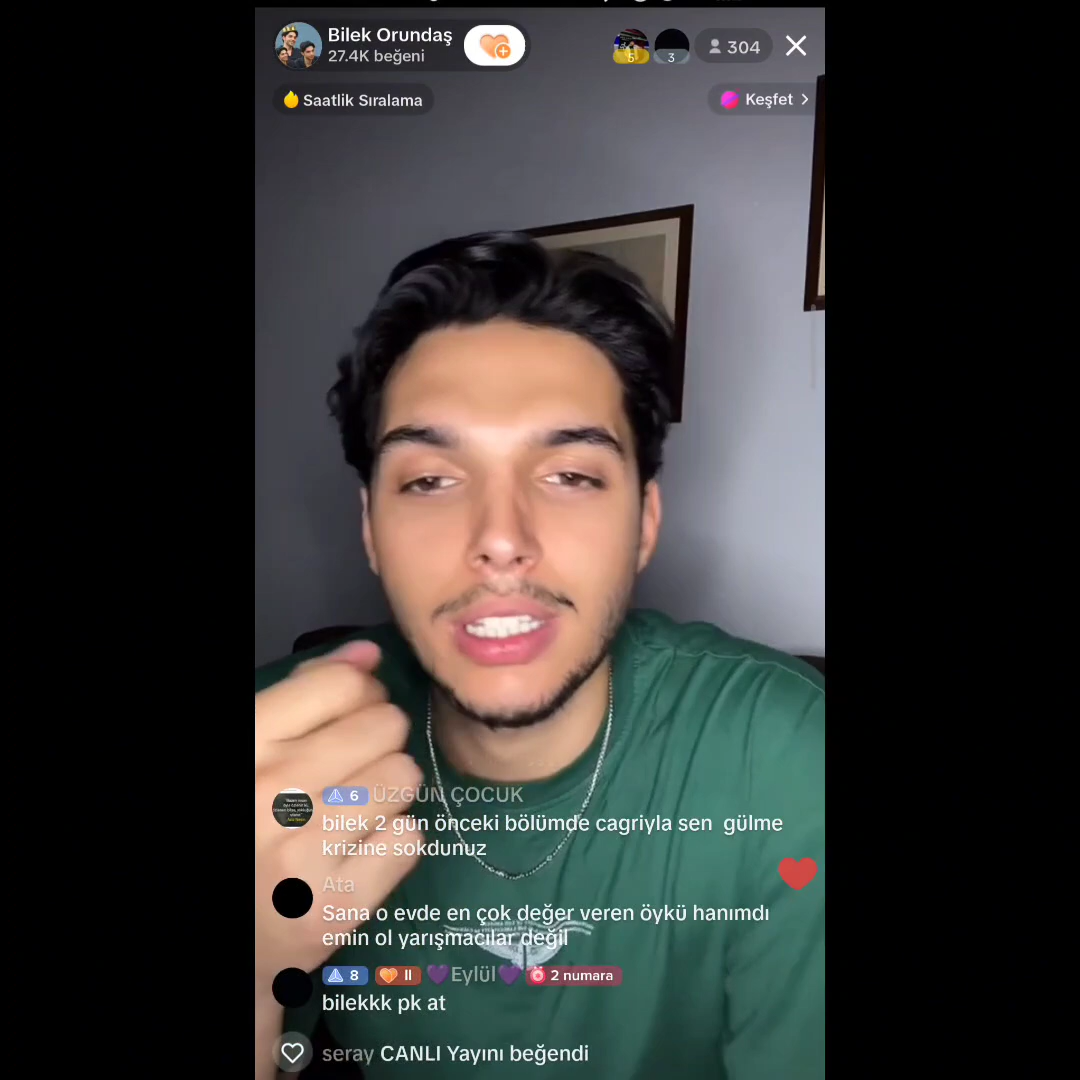 Bilek Orundaş
27.4K beğeni
5
3
304
Saatlik Sıralama
Keşfet
6 ÜZGÜN ÇOCUK
bilek 2 gün önceki bölümde cagriyla sen gülme
krizine sokdunuz
Ata
Sana o evde en çok değer veren öykü hanımdı
emin ol yarışmacılar değil
8 II 💜Eylül💜 2 numara
bilekkk pk at
seray CANLI Yayını beğendi